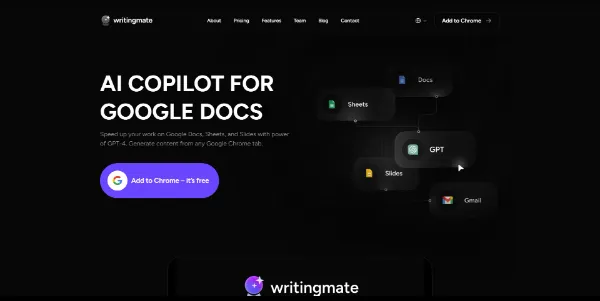 writingmate
About Pricing Features Team Blog Contact
Add to Chrome
AI COPILOT FOR
GOOGLE DOCS
Speed up your work on Google Docs, Sheets, and Slides with power
of GPT-4. Generate content from any Google Chrome tab.
Add to Chrome – it's free
Docs
Sheets
GPT
Slides
Gmail
writingmate